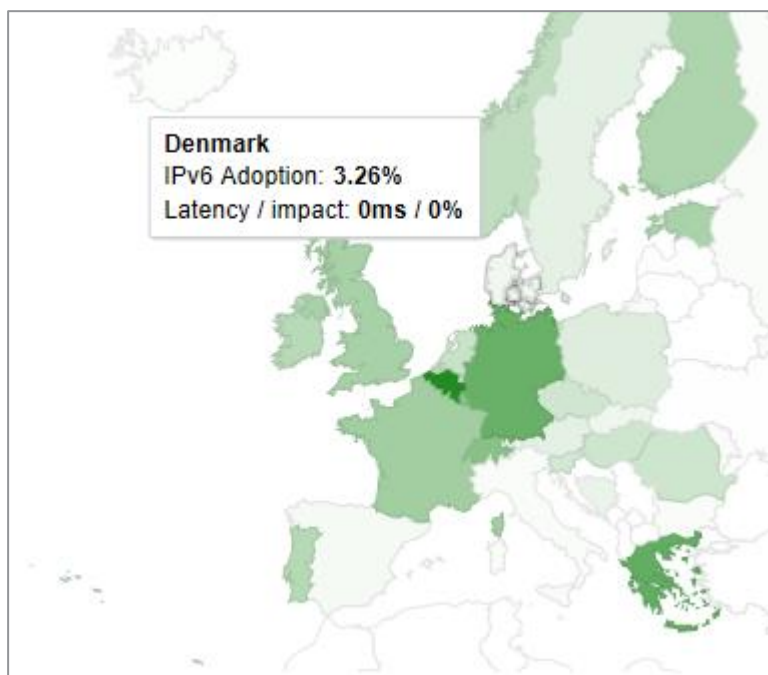 Denmark
IPv6 Adoption: 3.26%
Latency / impact: 0ms / 0%